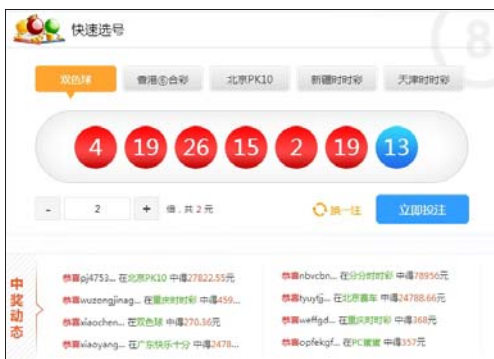 快速选号
8
双色球 香港⑥合彩 北京PK10 新疆时时彩 天津时时彩
4 19 26 15 2 19 13
- 2 + 倍 , 共 2 元 换一注 立即投注
中奖动态
恭喜pj4753... 在北京PK10 中得27822.55元
恭喜wuzongjinag... 在重庆时时彩 中得459...
恭喜xiaochen... 在双色球 中得270.36元
恭喜xiaoyang... 在广东快乐十分 中得2478...
恭喜nbvcbn... 在分分时时彩 中得78950元
恭喜tyuyfjj... 在北京赛车 中得24788.66元
恭喜weffgd... 在重庆时时彩 中得368元
恭喜opfekgf... 在PC蛋蛋 中得357元